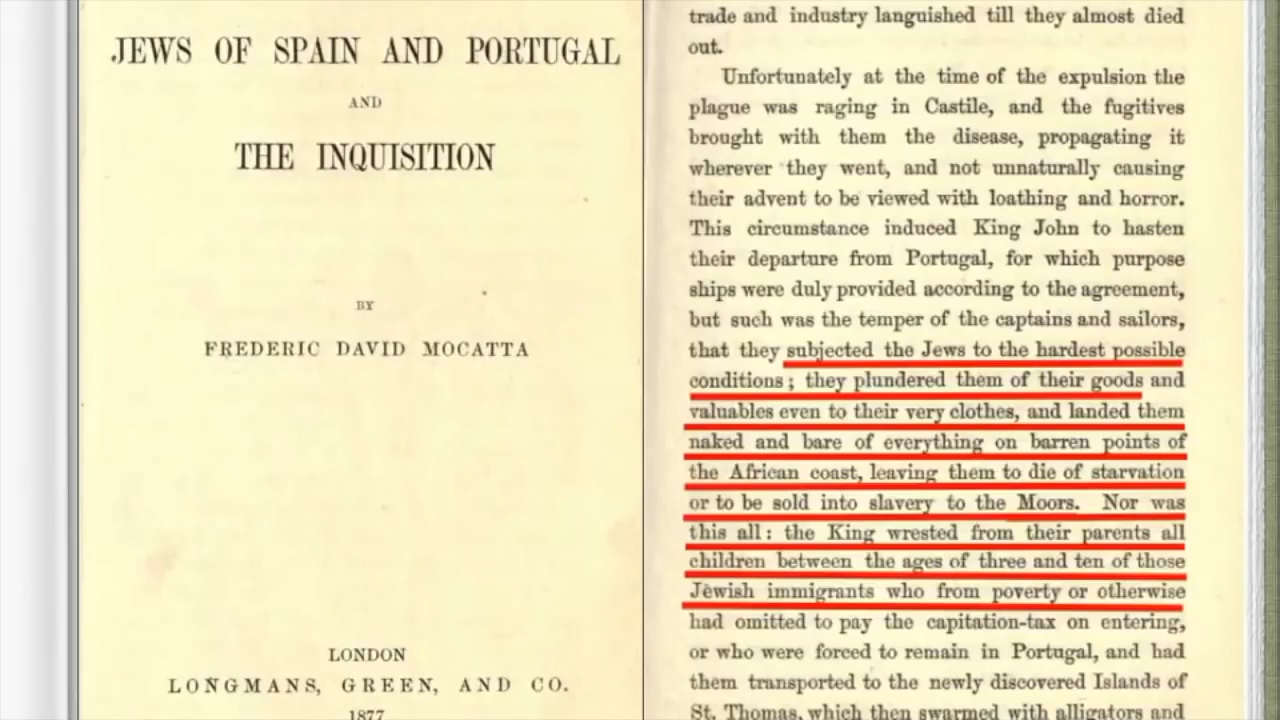 JEWS OF SPAIN AND PORTUGAL
AND
THE INQUISITION
BY
FREDERIC DAVID MOCATTA
LONDON
LONGMANS, GREEN, AND CO.
1877
trade and industry languished till they almost died
out.
Unfortunately at the time of the expulsion the
plague was raging in Castile, and the fugitives
brought with them the disease, propagating it
wherever they went, and not unnaturally causing
their advent to be viewed with loathing and horror.
This circumstance induced King John to hasten
their departure from Portugal, for which purpose
ships were duly provided according to the agreement,
but such was the temper of the captains and sailors,
that they subjected the Jews to the hardest possible
conditions; they plundered them of their goods and
valuables even to their very clothes, and landed them
naked and bare of everything on barren points of
the African coast, leaving them to die of starvation
or to be sold into slavery to the Moors. Nor was
this all: the King wrested from their parents all
children between the ages of three and ten of those
Jewish immigrants who from poverty or otherwise
had omitted to pay the capitation-tax on entering,
or who were forced to remain in Portugal, and had
them transported to the newly discovered Islands of
St. Thomas, which then swarmed with alligators and